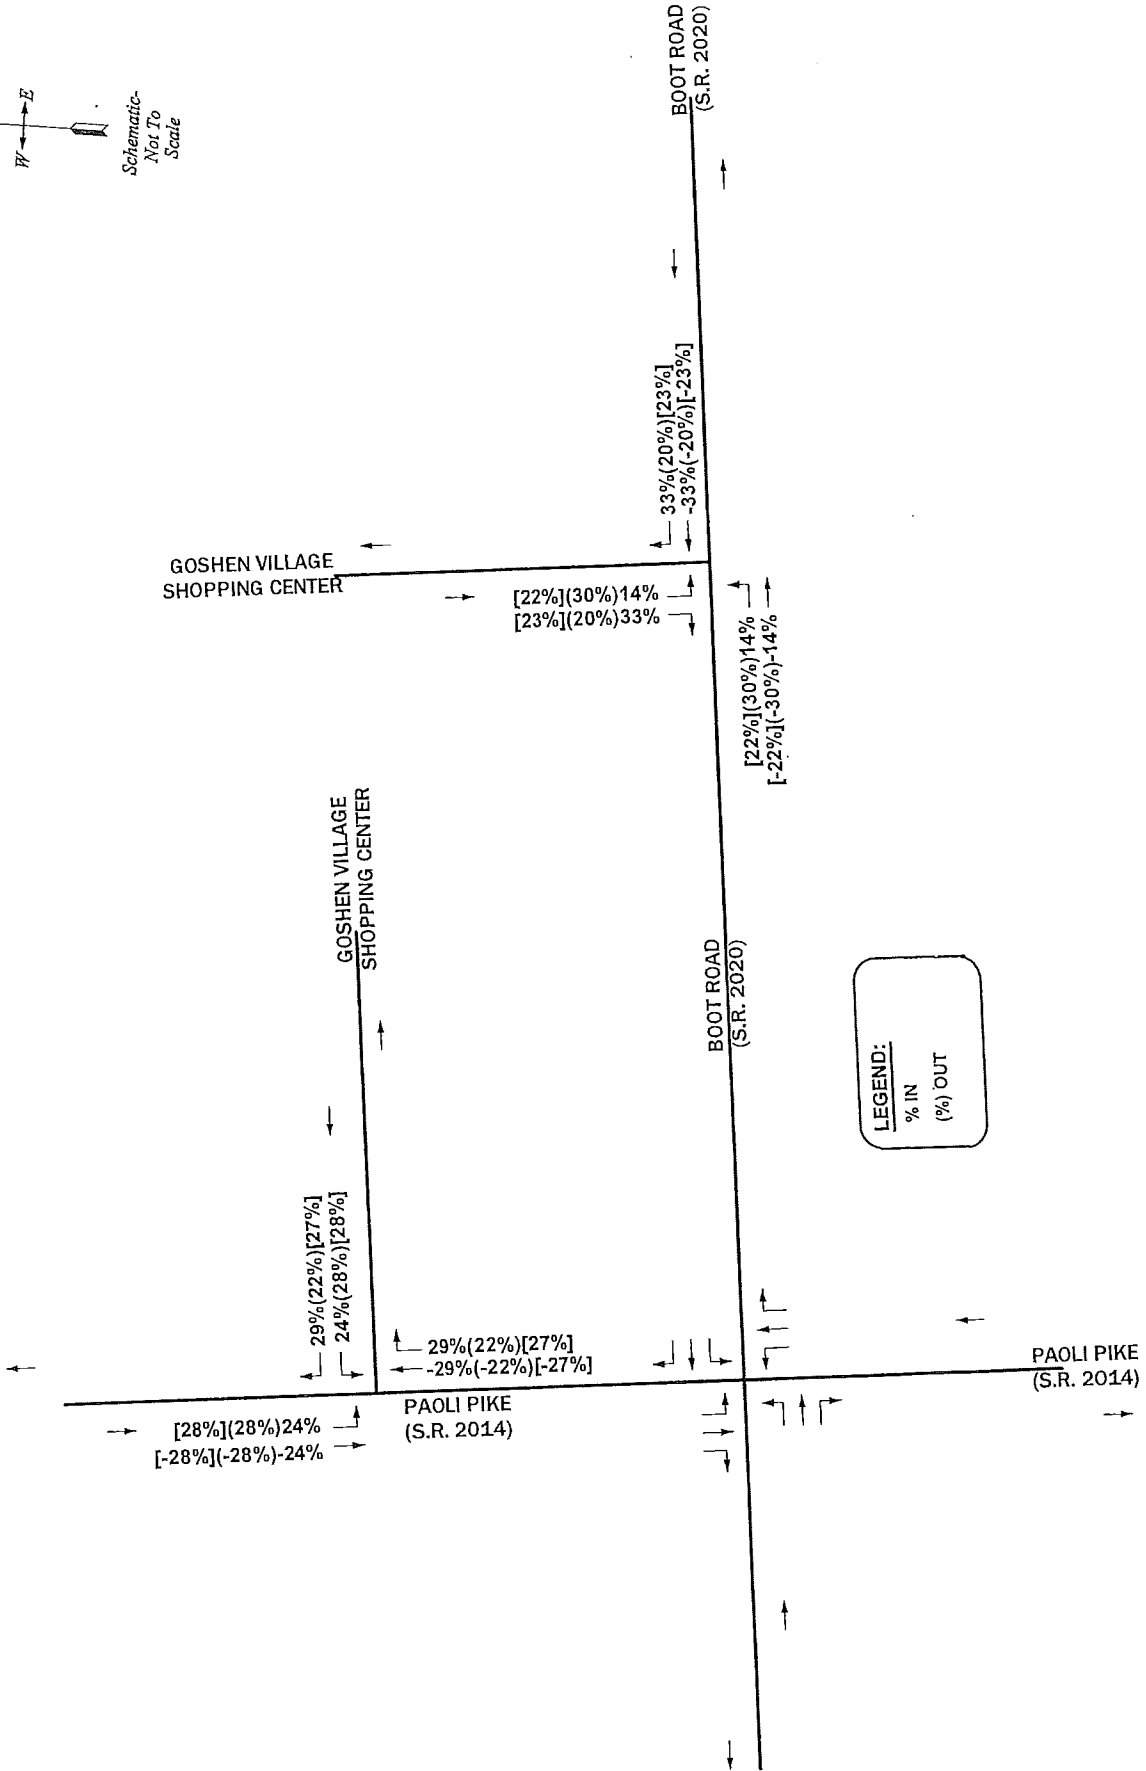 W
E
Schematic-
Not To
Scale
BOOT ROAD
(S.R. 2020)
33%(20%)[23%]
-33%(-20%)[-23%]
GOSHEN VILLAGE
SHOPPING CENTER
[22%](30%)14%
[23%](20%)33%
[22%](30%)14%
[-22%](-30%)-14%
GOSHEN VILLAGE
SHOPPING CENTER
BOOT ROAD
(S.R. 2020)
LEGEND:
% IN
(%) OUT
29%(22%)[27%]
24%(28%)[28%]
29%(22%)[27%]
-29%(-22%)[-27%]
PAOLI PIKE
(S.R. 2014)
[28%](28%)24%
[-28%](-28%)-24%
PAOLI PIKE
(S.R. 2014)